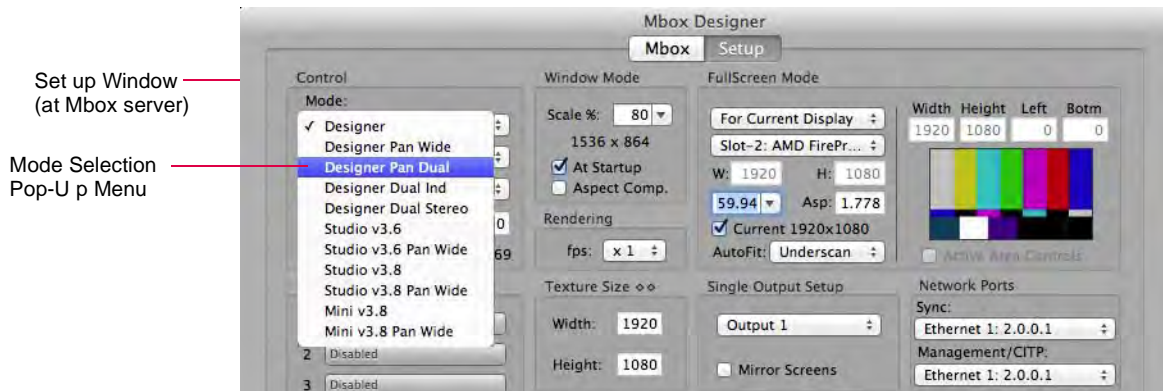 Mbox Designer
Mbox Setup
Set up Window
(at Mbox server)
Mode Selection
Pop-U p Menu
Control
Mode:
✓ Designer
Designer Pan Wide
Designer Pan Dual
Designer Dual Ind
Designer Dual Stereo
Studio v3.6
Studio v3.6 Pan Wide
Studio v3.8
Studio v3.8 Pan Wide
Mini v3.8
Mini v3.8 Pan Wide
0
69
2 Disabled
3 Disabled
Window Mode
Scale %: 80
1536 x 864
At Startup
Aspect Comp.
Rendering
fps: x 1
Texture Size
Width: 1920
Height: 1080
FullScreen Mode
For Current Display
Slot-2: AMD FirePr...
W: 1920 H: 1080
59.94 Asp: 1.778
Current 1920x1080
AutoFit: Underscan
Width Height Left Botm
1920 1080 0 0
Active Area Controls
Single Output Setup
Output 1
Mirror Screens
Network Ports
Sync:
Ethernet 1: 2.0.0.1
Management/CITP:
Ethernet 1: 2.0.0.1